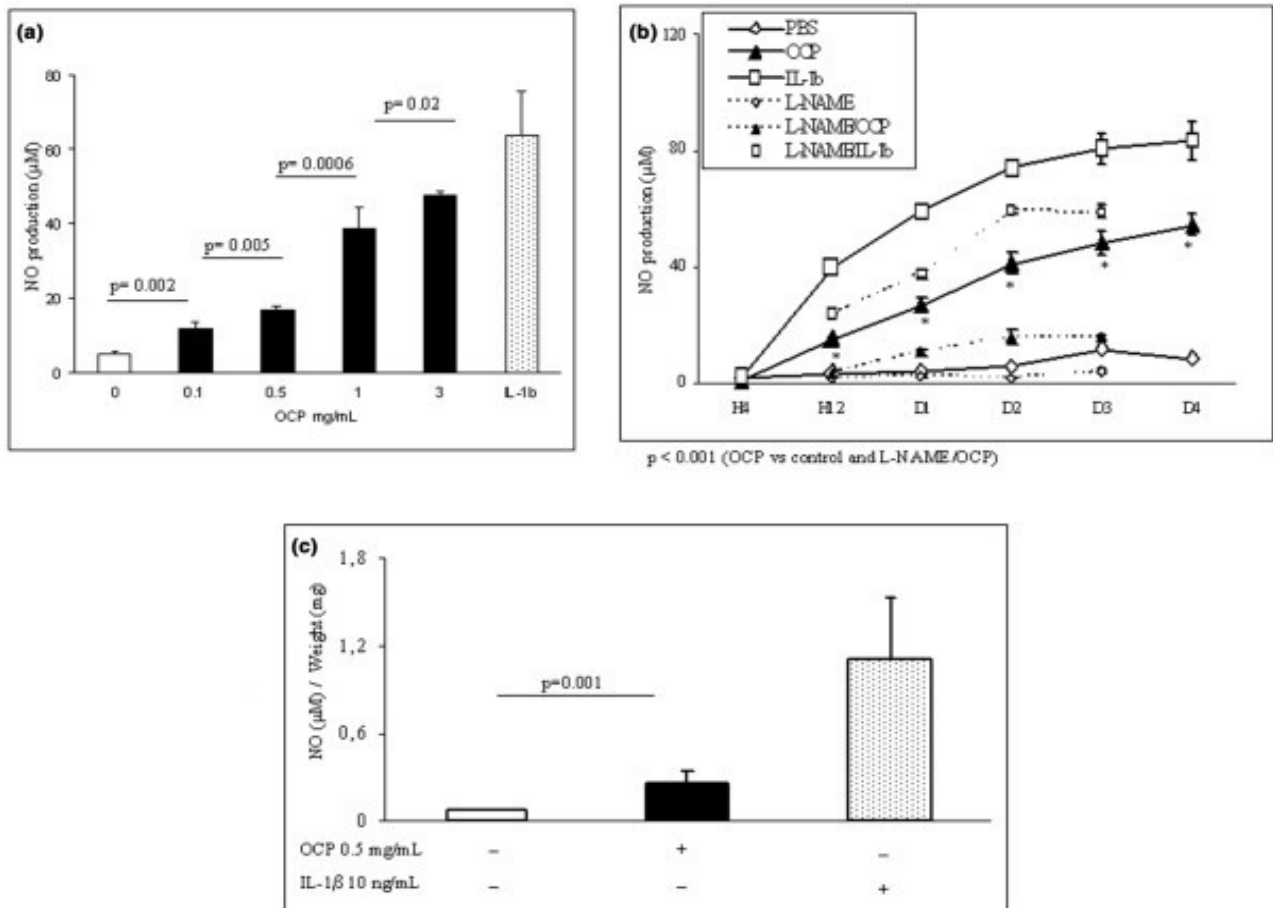 (a)
80
60
40
20
0
NO production (µM)
p= 0.002
p= 0.005
p= 0.0006
p= 0.02
0 0.1 0.5 1 3 IL-1b
OCP mg/mL
(b)
120
80
40
0
NO production (µM)
PBS
OCP
IL-1b
L-NAME
L-NAME/OCP
L-NAME/IL-1b
*
*
*
*
*
H4 H12 D1 D2 D3 D4
p < 0.001 (OCP vs control and L-NAME/OCP)
(c)
1,8
1,2
0,6
0
NO (µM) / Weight (mg)
p=0.001
OCP 0.5 mg/mL – + –
IL-1ß 10 ng/mL – – +